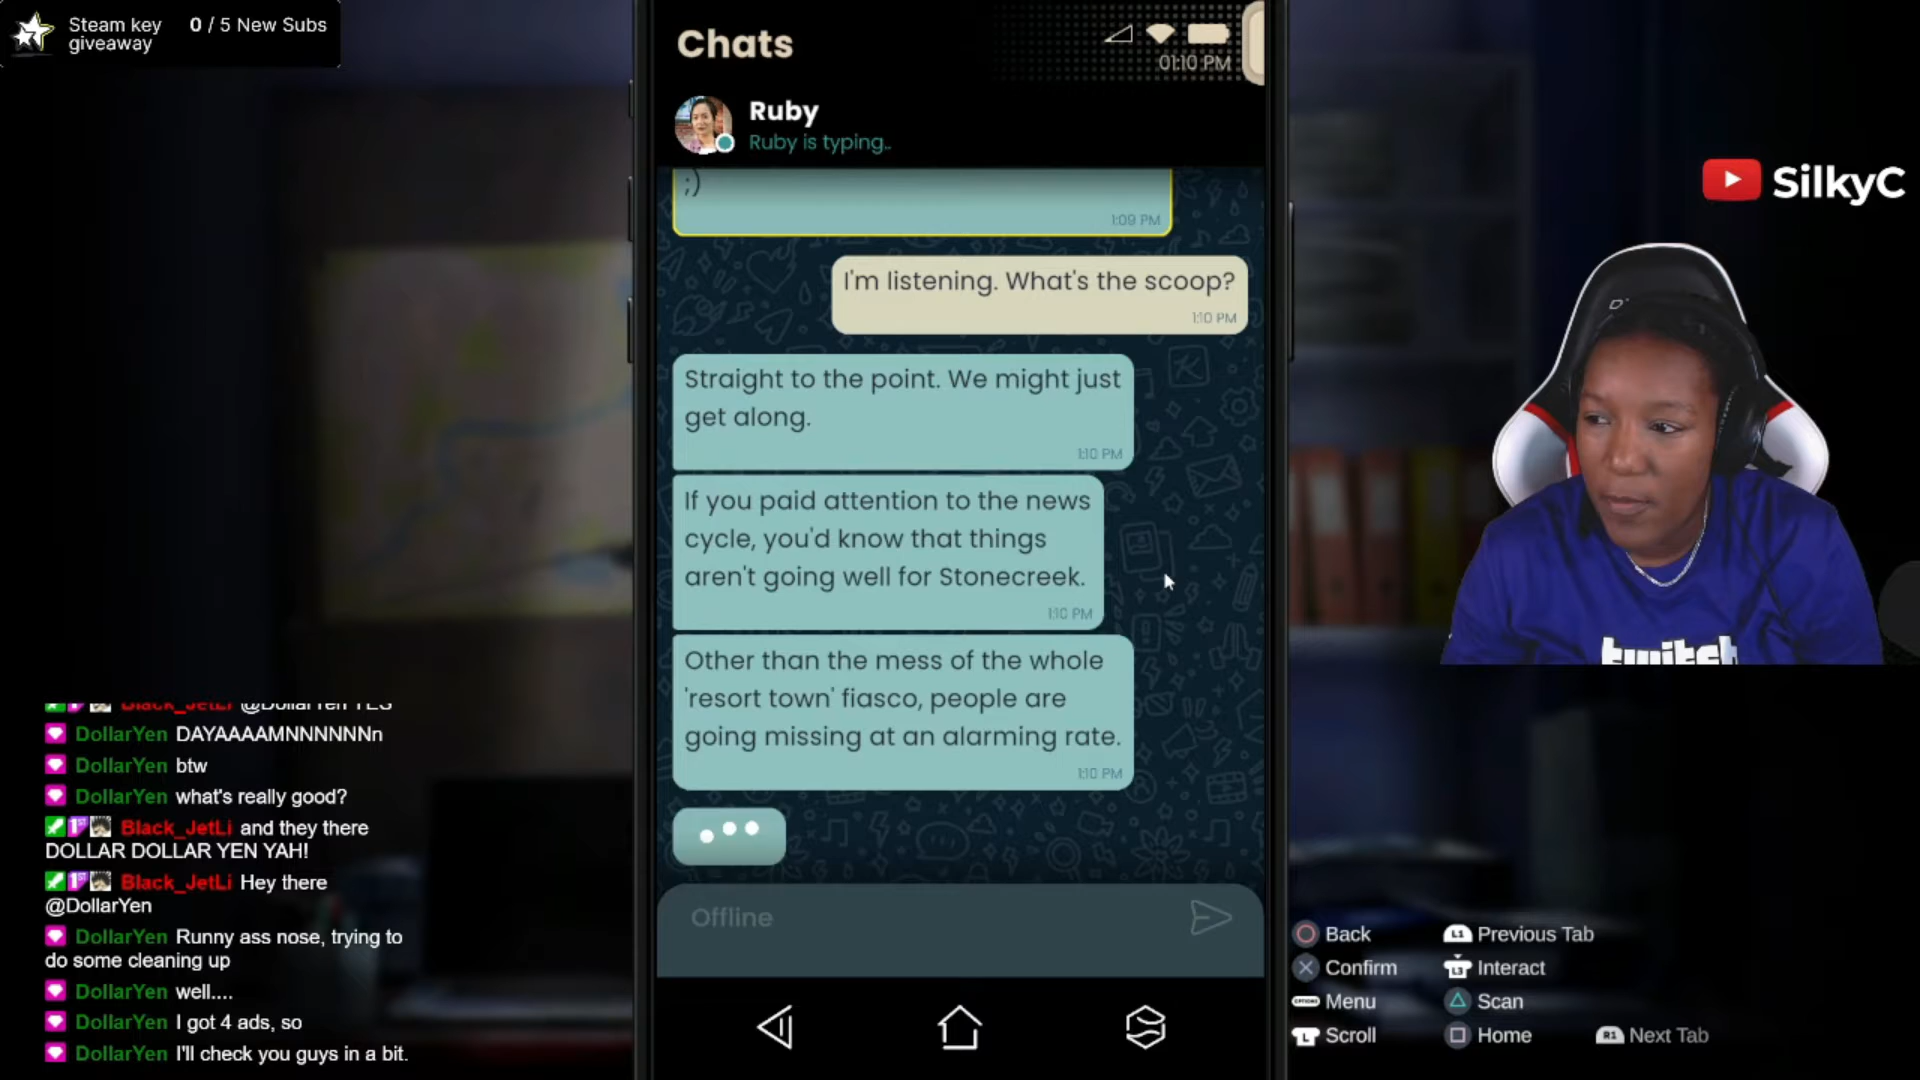 Steam key
giveaway
0 / 5 New Subs
Chats
01:10 PM
Ruby
Ruby is typing..
;)
1:09 PM
I'm listening. What's the scoop?
1:10 PM
Straight to the point. We might just
get along.
1:10 PM
If you paid attention to the news
cycle, you'd know that things
aren't going well for Stonecreek.
1:10 PM
Other than the mess of the whole
'resort town' fiasco, people are
going missing at an alarming rate.
1:10 PM
Offline
SilkyC
twitch
Black_JetLi @DollarYen YES
DollarYen DAYAAAAMNNNNNNn
DollarYen btw
DollarYen what's really good?
Black_JetLi and they there
DOLLAR DOLLAR YEN YAH!
Black_JetLi Hey there
@DollarYen
DollarYen Runny ass nose, trying to
do some cleaning up
DollarYen well....
DollarYen I got 4 ads, so
DollarYen I'll check you guys in a bit.
Back
L1 Previous Tab
Confirm
L3 Interact
OPTIONS Menu
Scan
L Scroll
Home
R1 Next Tab